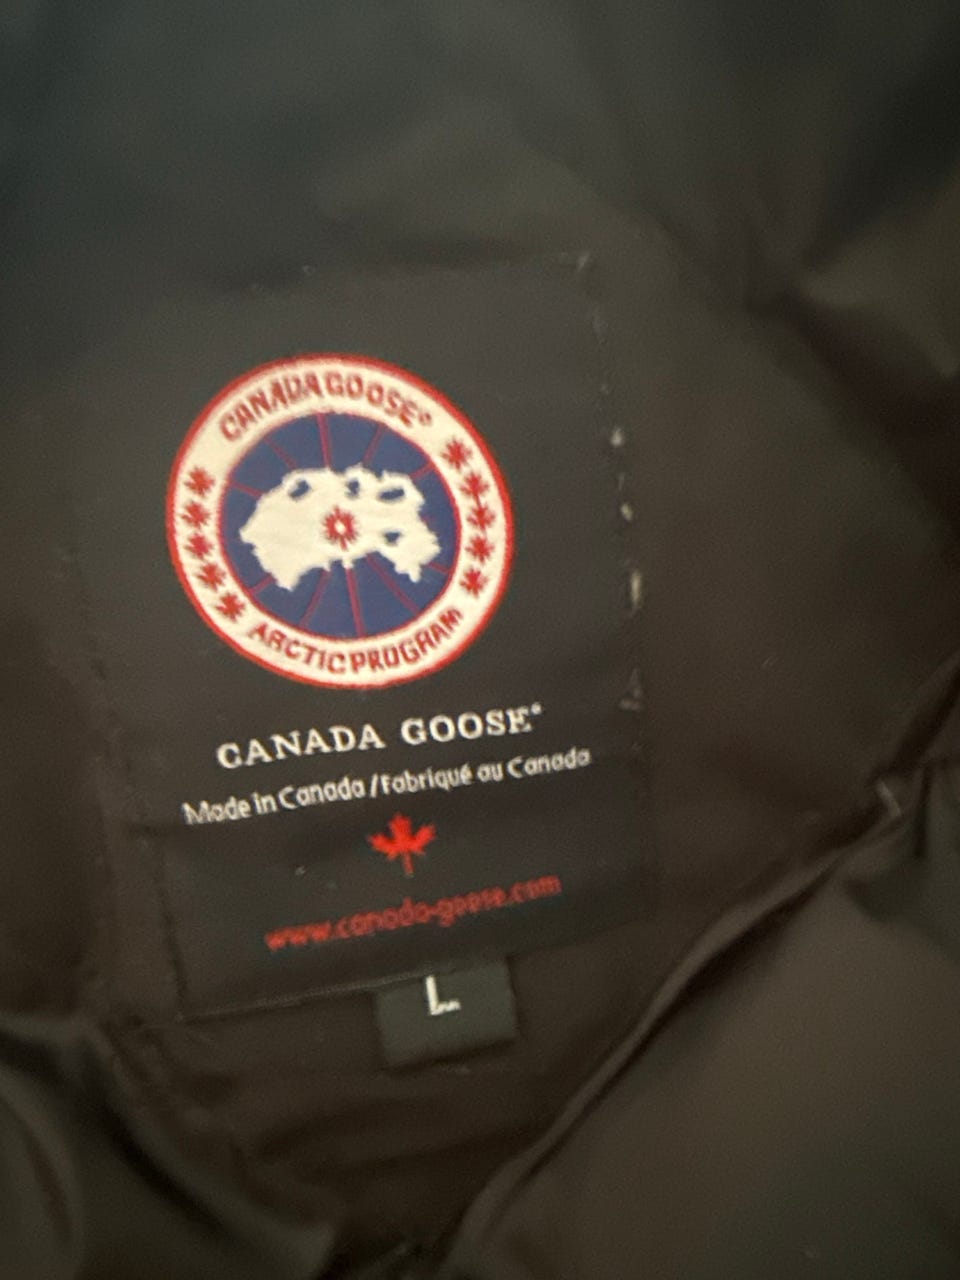 CANADA GOOSE®
ARCTIC PROGRAM
CANADA GOOSE®
Made in Canada / Fabriqué au Canada
www.canada-goose.com
L